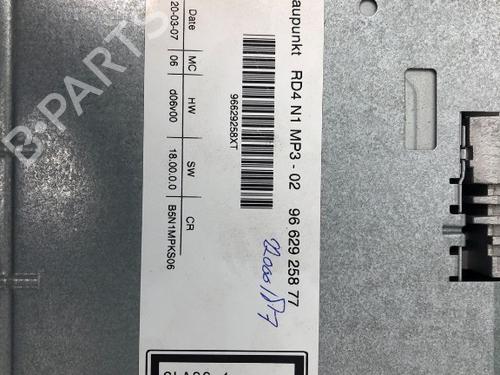 aupunkt RD4 N1 MP3 - 02 96 629 258 77
96629258XT
Date MC HW SW CR
20-03-07 06 d06v00 18.00.0.0 B5N1MPKS06
B-PARTS